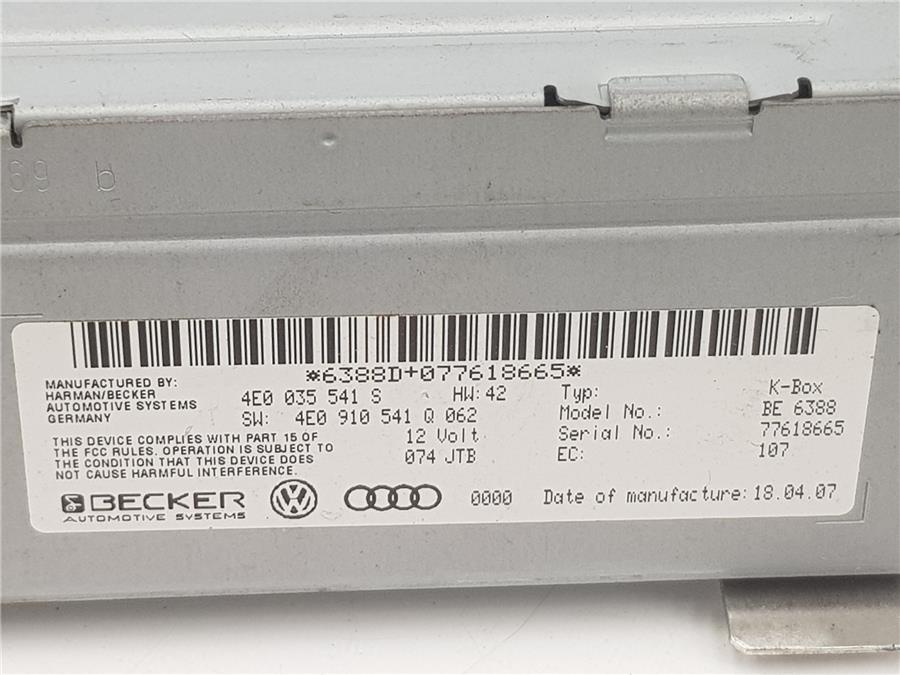 69 b
*6388D+077618665*
MANUFACTURED BY:
HARMAN/BECKER
AUTOMOTIVE SYSTEMS
GERMANY
4E0 035 541 S HW:42
SW: 4E0 910 541 Q 062
12 Volt
074 JTB
Typ: K-Box
Model No.: BE 6388
Serial No.: 77618665
EC: 107
THIS DEVICE COMPLIES WITH PART 15 OF
THE FCC RULES. OPERATION IS SUBJECT TO
THE CONDITION THAT THIS DEVICE DOES
NOT CAUSE HARMFUL INTERFERENCE.
BECKER
AUTOMOTIVE SYSTEMS
0000 Date of manufacture: 18.04.07